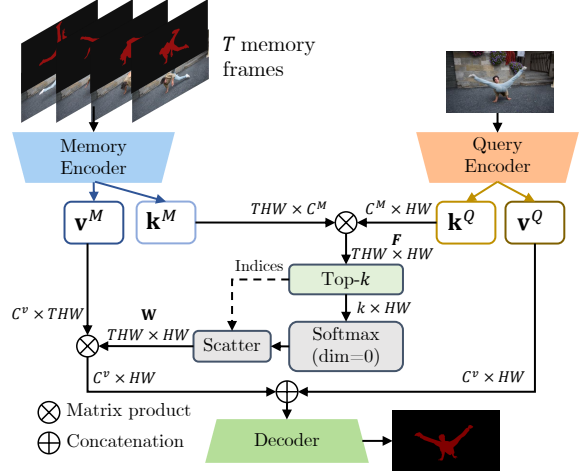 T memory
frames
Memory
Encoder
Query
Encoder
v^M
k^M
THW × C^M
C^M × HW
k^Q
v^Q
F
THW × HW
Indices
Top-k
k × HW
C^v × THW
W
THW × HW
Scatter
Softmax
(dim=0)
C^v × HW
C^v × HW
Matrix product
Concatenation
Decoder